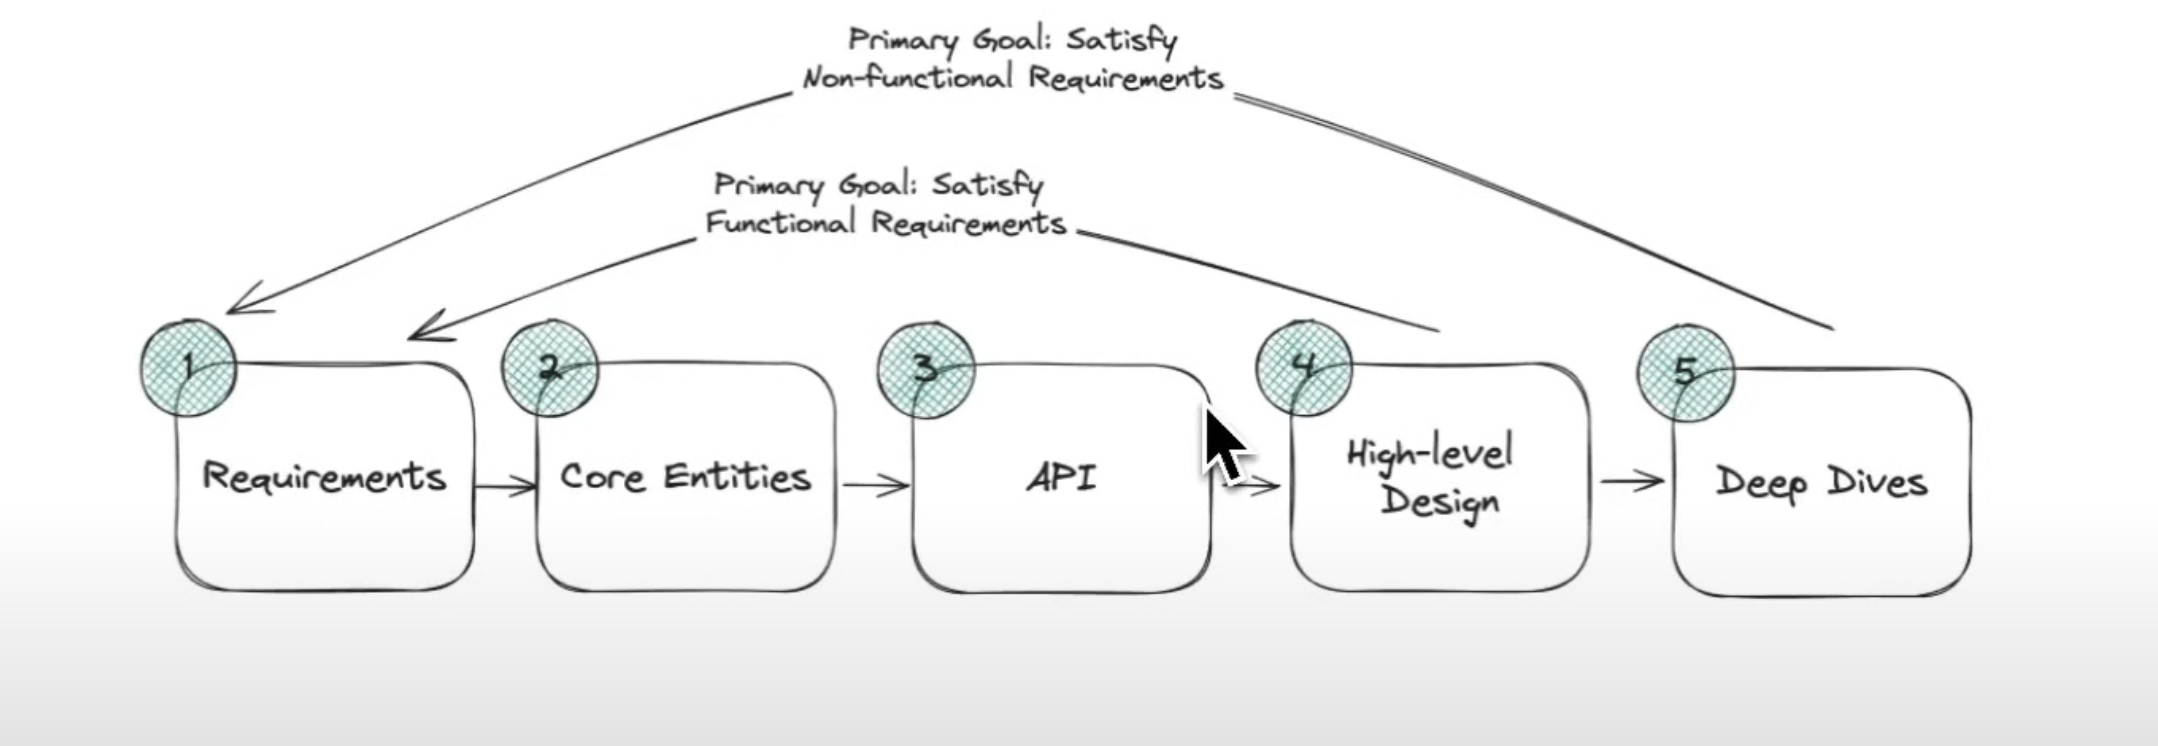 Primary Goal: Satisfy
Non-functional Requirements
Primary Goal: Satisfy
Functional Requirements
1
2
3
4
5
Requirements
Core Entities
API
High-level
Design
Deep Dives